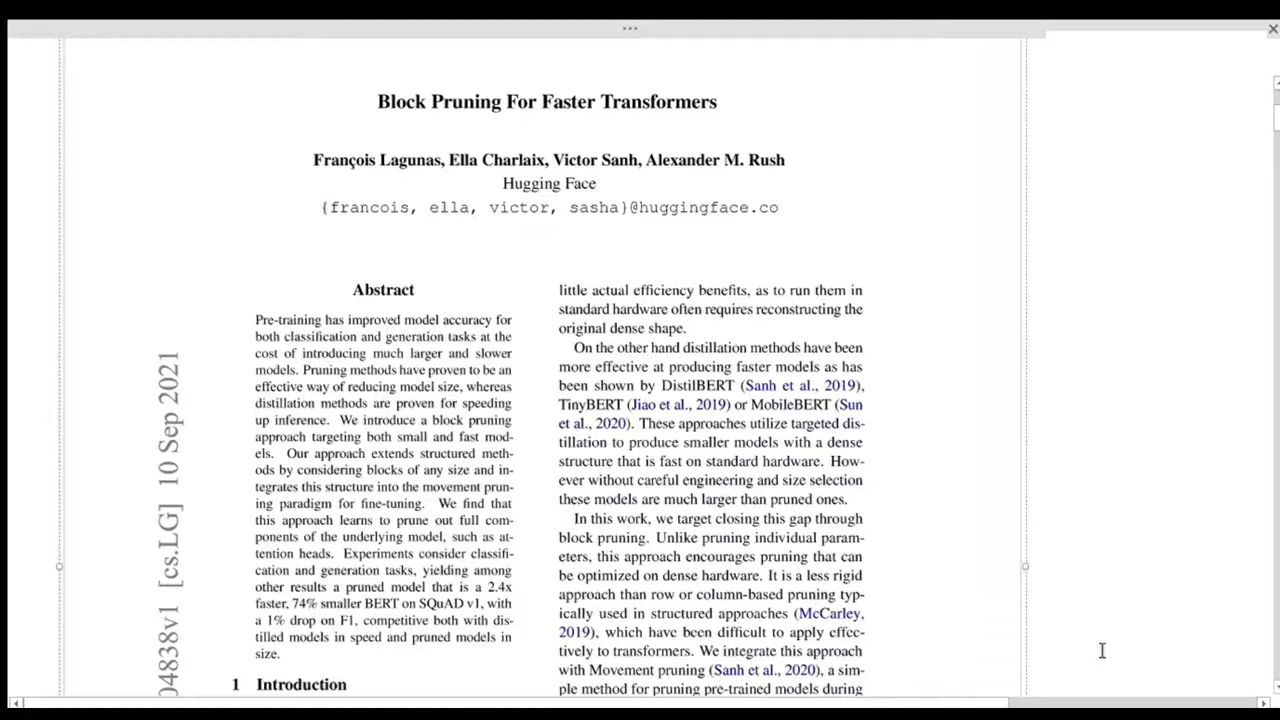 Block Pruning For Faster Transformers
François Lagunas, Ella Charlaix, Victor Sanh, Alexander M. Rush
Hugging Face
{francois, ella, victor, sasha}@huggingface.co
Abstract
Pre-training has improved model accuracy for
both classification and generation tasks at the
cost of introducing much larger and slower
models. Pruning methods have proven to be an
effective way of reducing model size, whereas
distillation methods are proven for speeding
up inference. We introduce a block pruning
approach targeting both small and fast mod-
els. Our approach extends structured meth-
ods by considering blocks of any size and in-
tegrates this structure into the movement prun-
ing paradigm for fine-tuning. We find that
this approach learns to prune out full com-
ponents of the underlying model, such as at-
tention heads. Experiments consider classifi-
cation and generation tasks, yielding among
other results a pruned model that is a 2.4x
faster, 74% smaller BERT on SQuAD v1, with
a 1% drop on F1, competitive both with dis-
tilled models in speed and pruned models in
size.
1 Introduction
little actual efficiency benefits, as to run them in
standard hardware often requires reconstructing the
original dense shape.
On the other hand distillation methods have been
more effective at producing faster models as has
been shown by DistilBERT (Sanh et al., 2019),
TinyBERT (Jiao et al., 2019) or MobileBERT (Sun
et al., 2020). These approaches utilize targeted dis-
tillation to produce smaller models with a dense
structure that is fast on standard hardware. How-
ever without careful engineering and size selection
these models are much larger than pruned ones.
In this work, we target closing this gap through
block pruning. Unlike pruning individual param-
eters, this approach encourages pruning that can
be optimized on dense hardware. It is a less rigid
approach than row or column-based pruning typ-
ically used in structured approaches (McCarley,
2019), which have been difficult to apply effec-
tively to transformers. We integrate this approach
with Movement pruning (Sanh et al., 2020), a sim-
ple method for pruning pre-trained models during
04838v1 [cs.LG] 10 Sep 2021